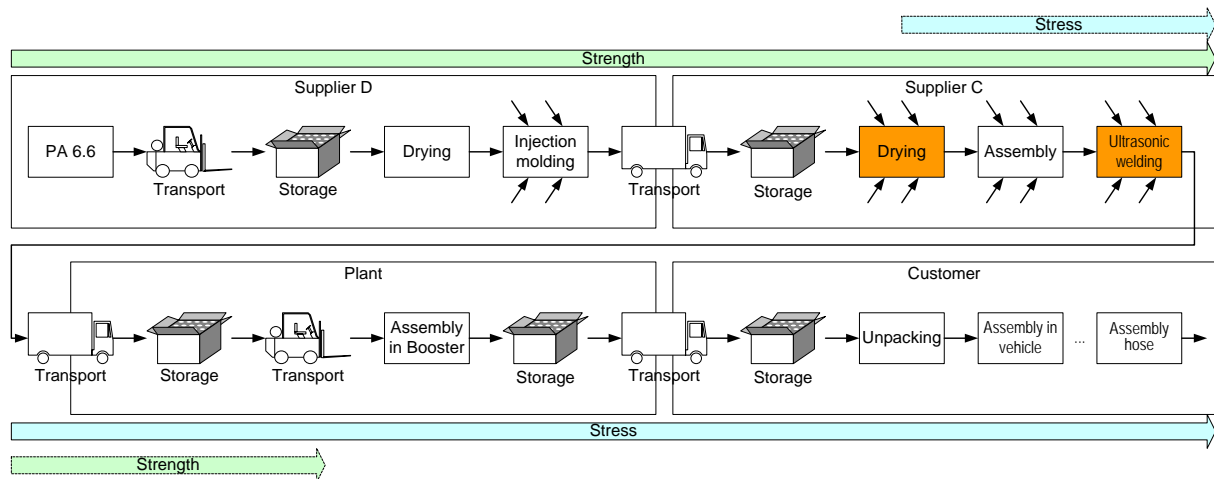 Stress
Strength
Supplier D
Supplier C
PA 6.6
Transport
Storage
Drying
Injection
molding
Transport
Storage
Drying
Assembly
Ultrasonic
welding
Plant
Customer
Transport
Storage
Transport
Assembly
in Booster
Storage
Transport
Storage
Unpacking
Assembly in
vehicle
...
Assembly
hose
Stress
Strength